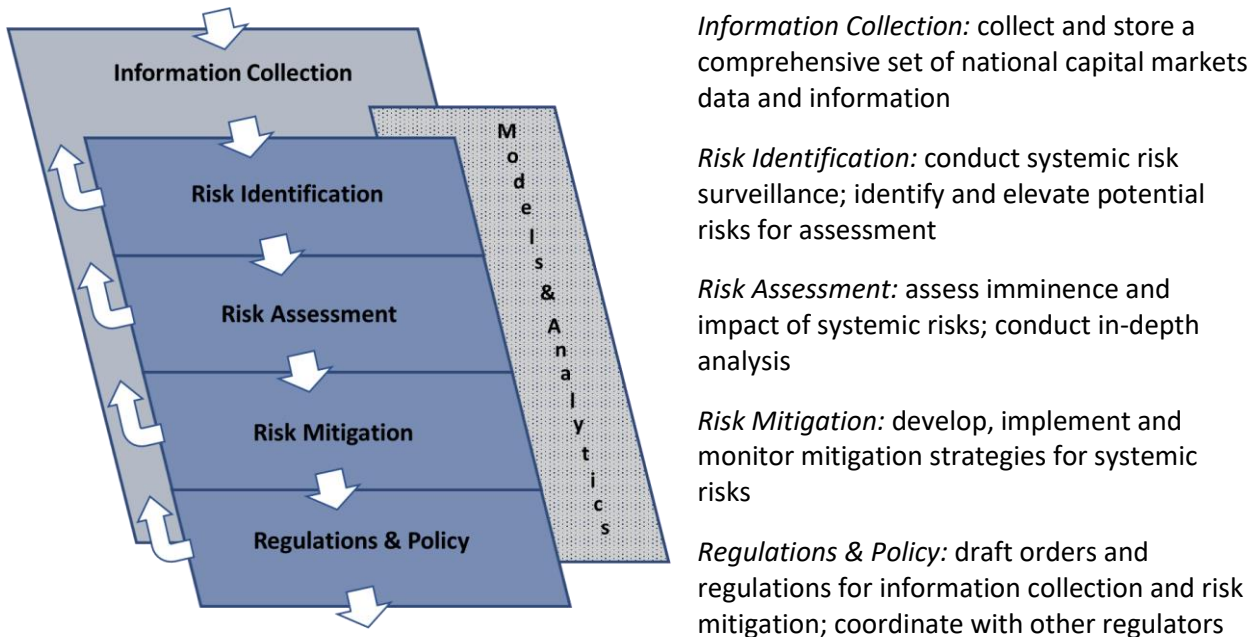 Information Collection
Models & Analytics
Risk Identification
Risk Assessment
Risk Mitigation
Regulations & Policy
Information Collection: collect and store a
comprehensive set of national capital markets
data and information
Risk Identification: conduct systemic risk
surveillance; identify and elevate potential
risks for assessment
Risk Assessment: assess imminence and
impact of systemic risks; conduct in-depth
analysis
Risk Mitigation: develop, implement and
monitor mitigation strategies for systemic
risks
Regulations & Policy: draft orders and
regulations for information collection and risk
mitigation; coordinate with other regulators